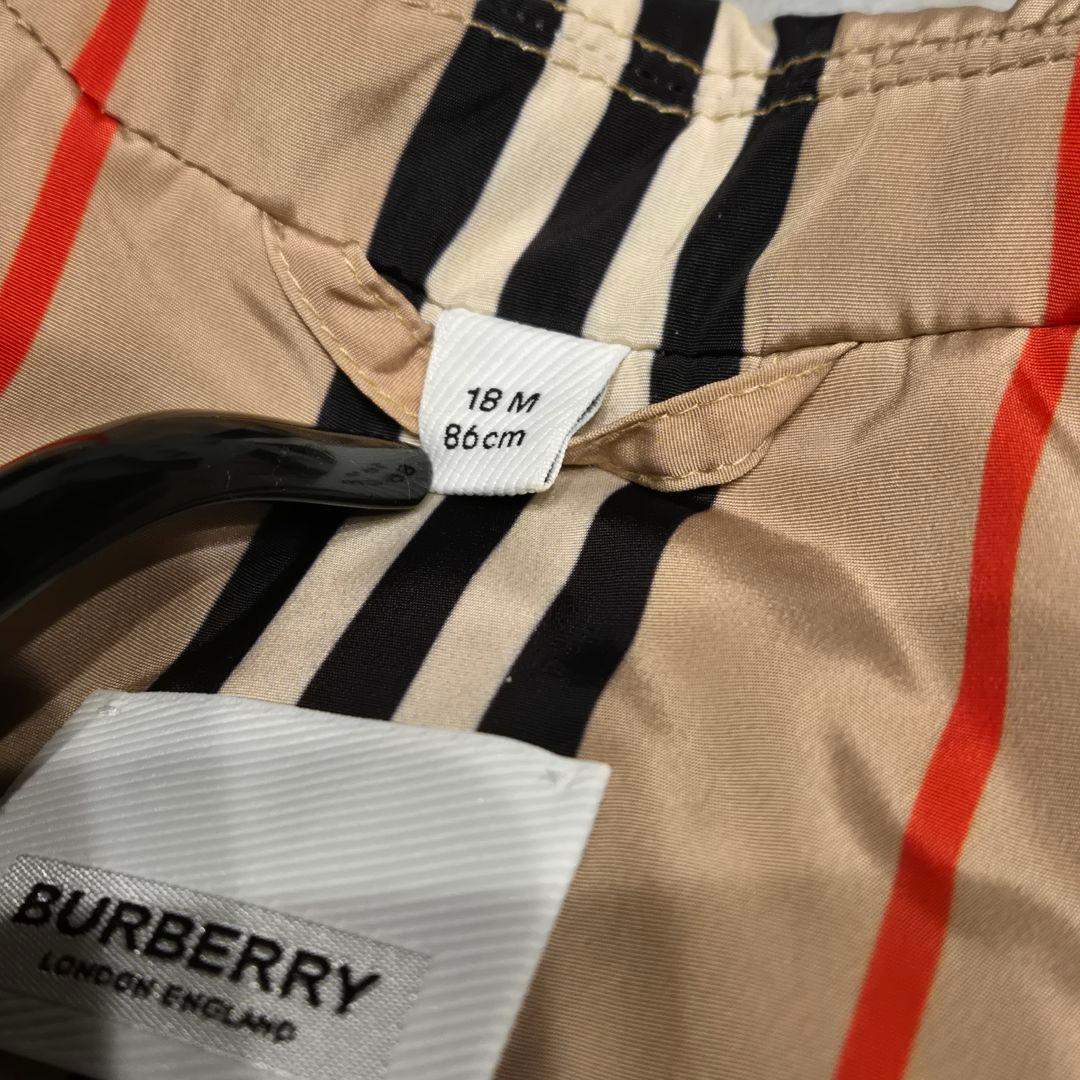 18 M
86cm
BURBERRY
LONDON ENGLAND